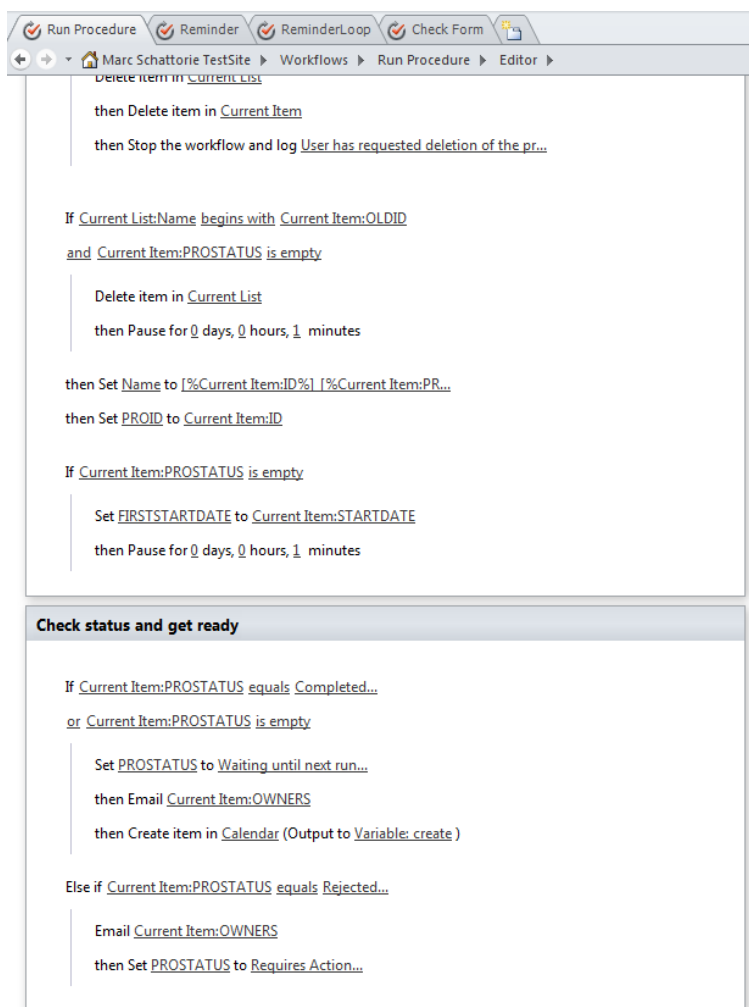 Run Procedure Reminder ReminderLoop Check Form
Marc Schattorie TestSite Workflows Run Procedure Editor
Delete item in Current List
then Delete item in Current Item
then Stop the workflow and log User has requested deletion of the pr...
If Current List:Name begins with Current Item:OLDID
and Current Item:PROSTATUS is empty
Delete item in Current List
then Pause for 0 days, 0 hours, 1 minutes
then Set Name to [%Current Item:ID%] [%Current Item:PR...
then Set PROID to Current Item:ID
If Current Item:PROSTATUS is empty
Set FIRSTSTARTDATE to Current Item:STARTDATE
then Pause for 0 days, 0 hours, 1 minutes
Check status and get ready
If Current Item:PROSTATUS equals Completed...
or Current Item:PROSTATUS is empty
Set PROSTATUS to Waiting until next run...
then Email Current Item:OWNERS
then Create item in Calendar (Output to Variable: create )
Else if Current Item:PROSTATUS equals Rejected...
Email Current Item:OWNERS
then Set PROSTATUS to Requires Action...